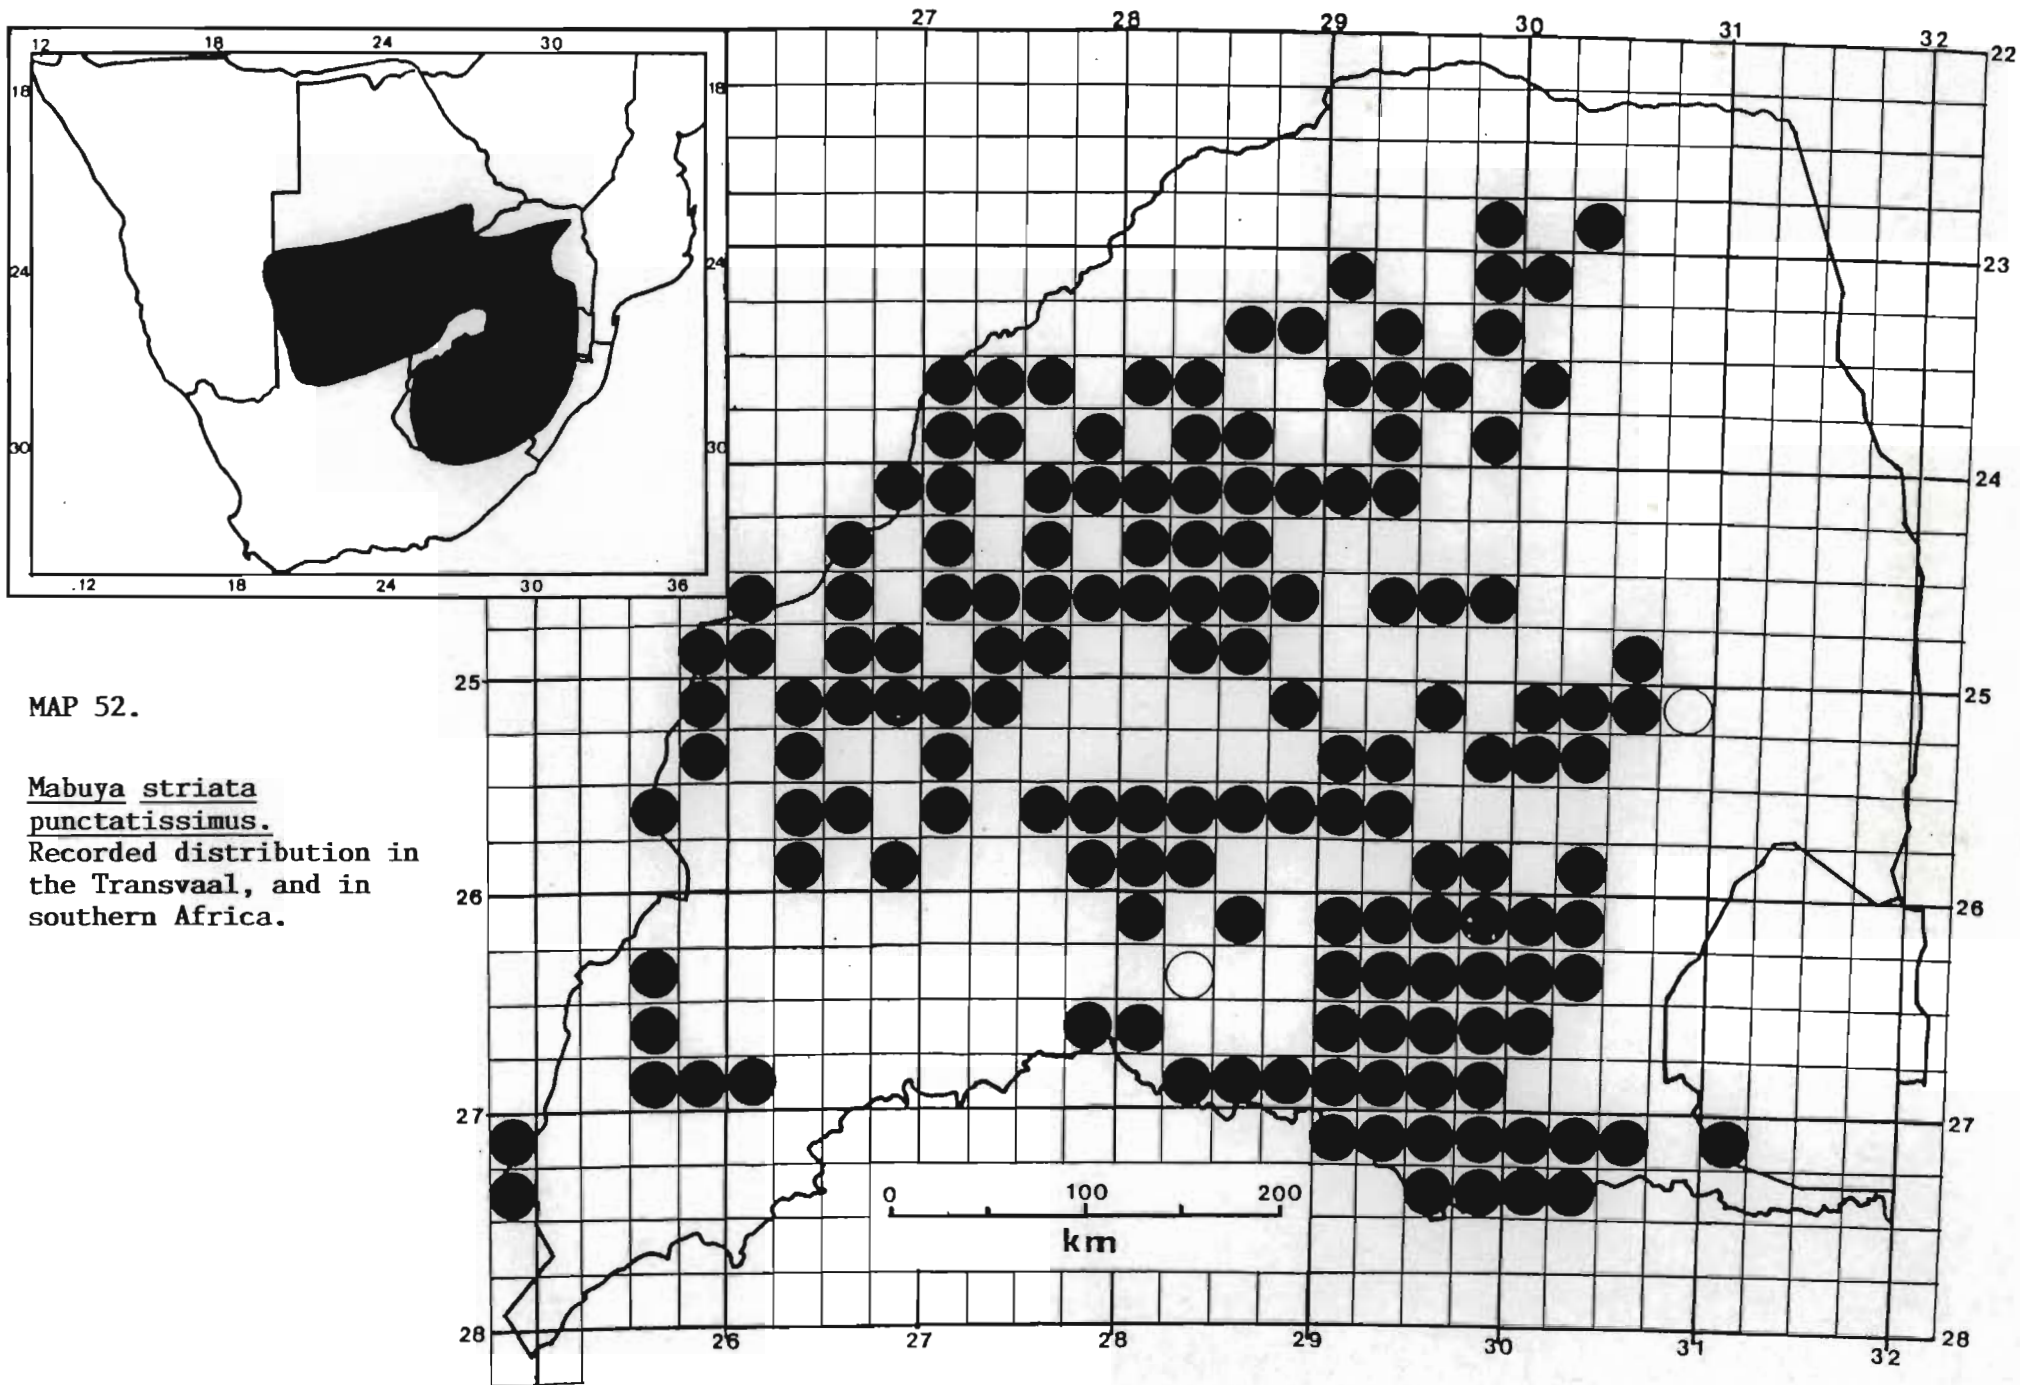 27 28 29 30 31 32
22
12 18 24 30
18 18
24 24
23
30 30
24
.12 18 24 30 36
25 25
MAP 52.
Mabuya striata
punctatissimus.
Recorded distribution in
the Transvaal, and in
southern Africa.
26 26
27 27
0 100 200
km
28 28
26 27 28 29 30 31 32